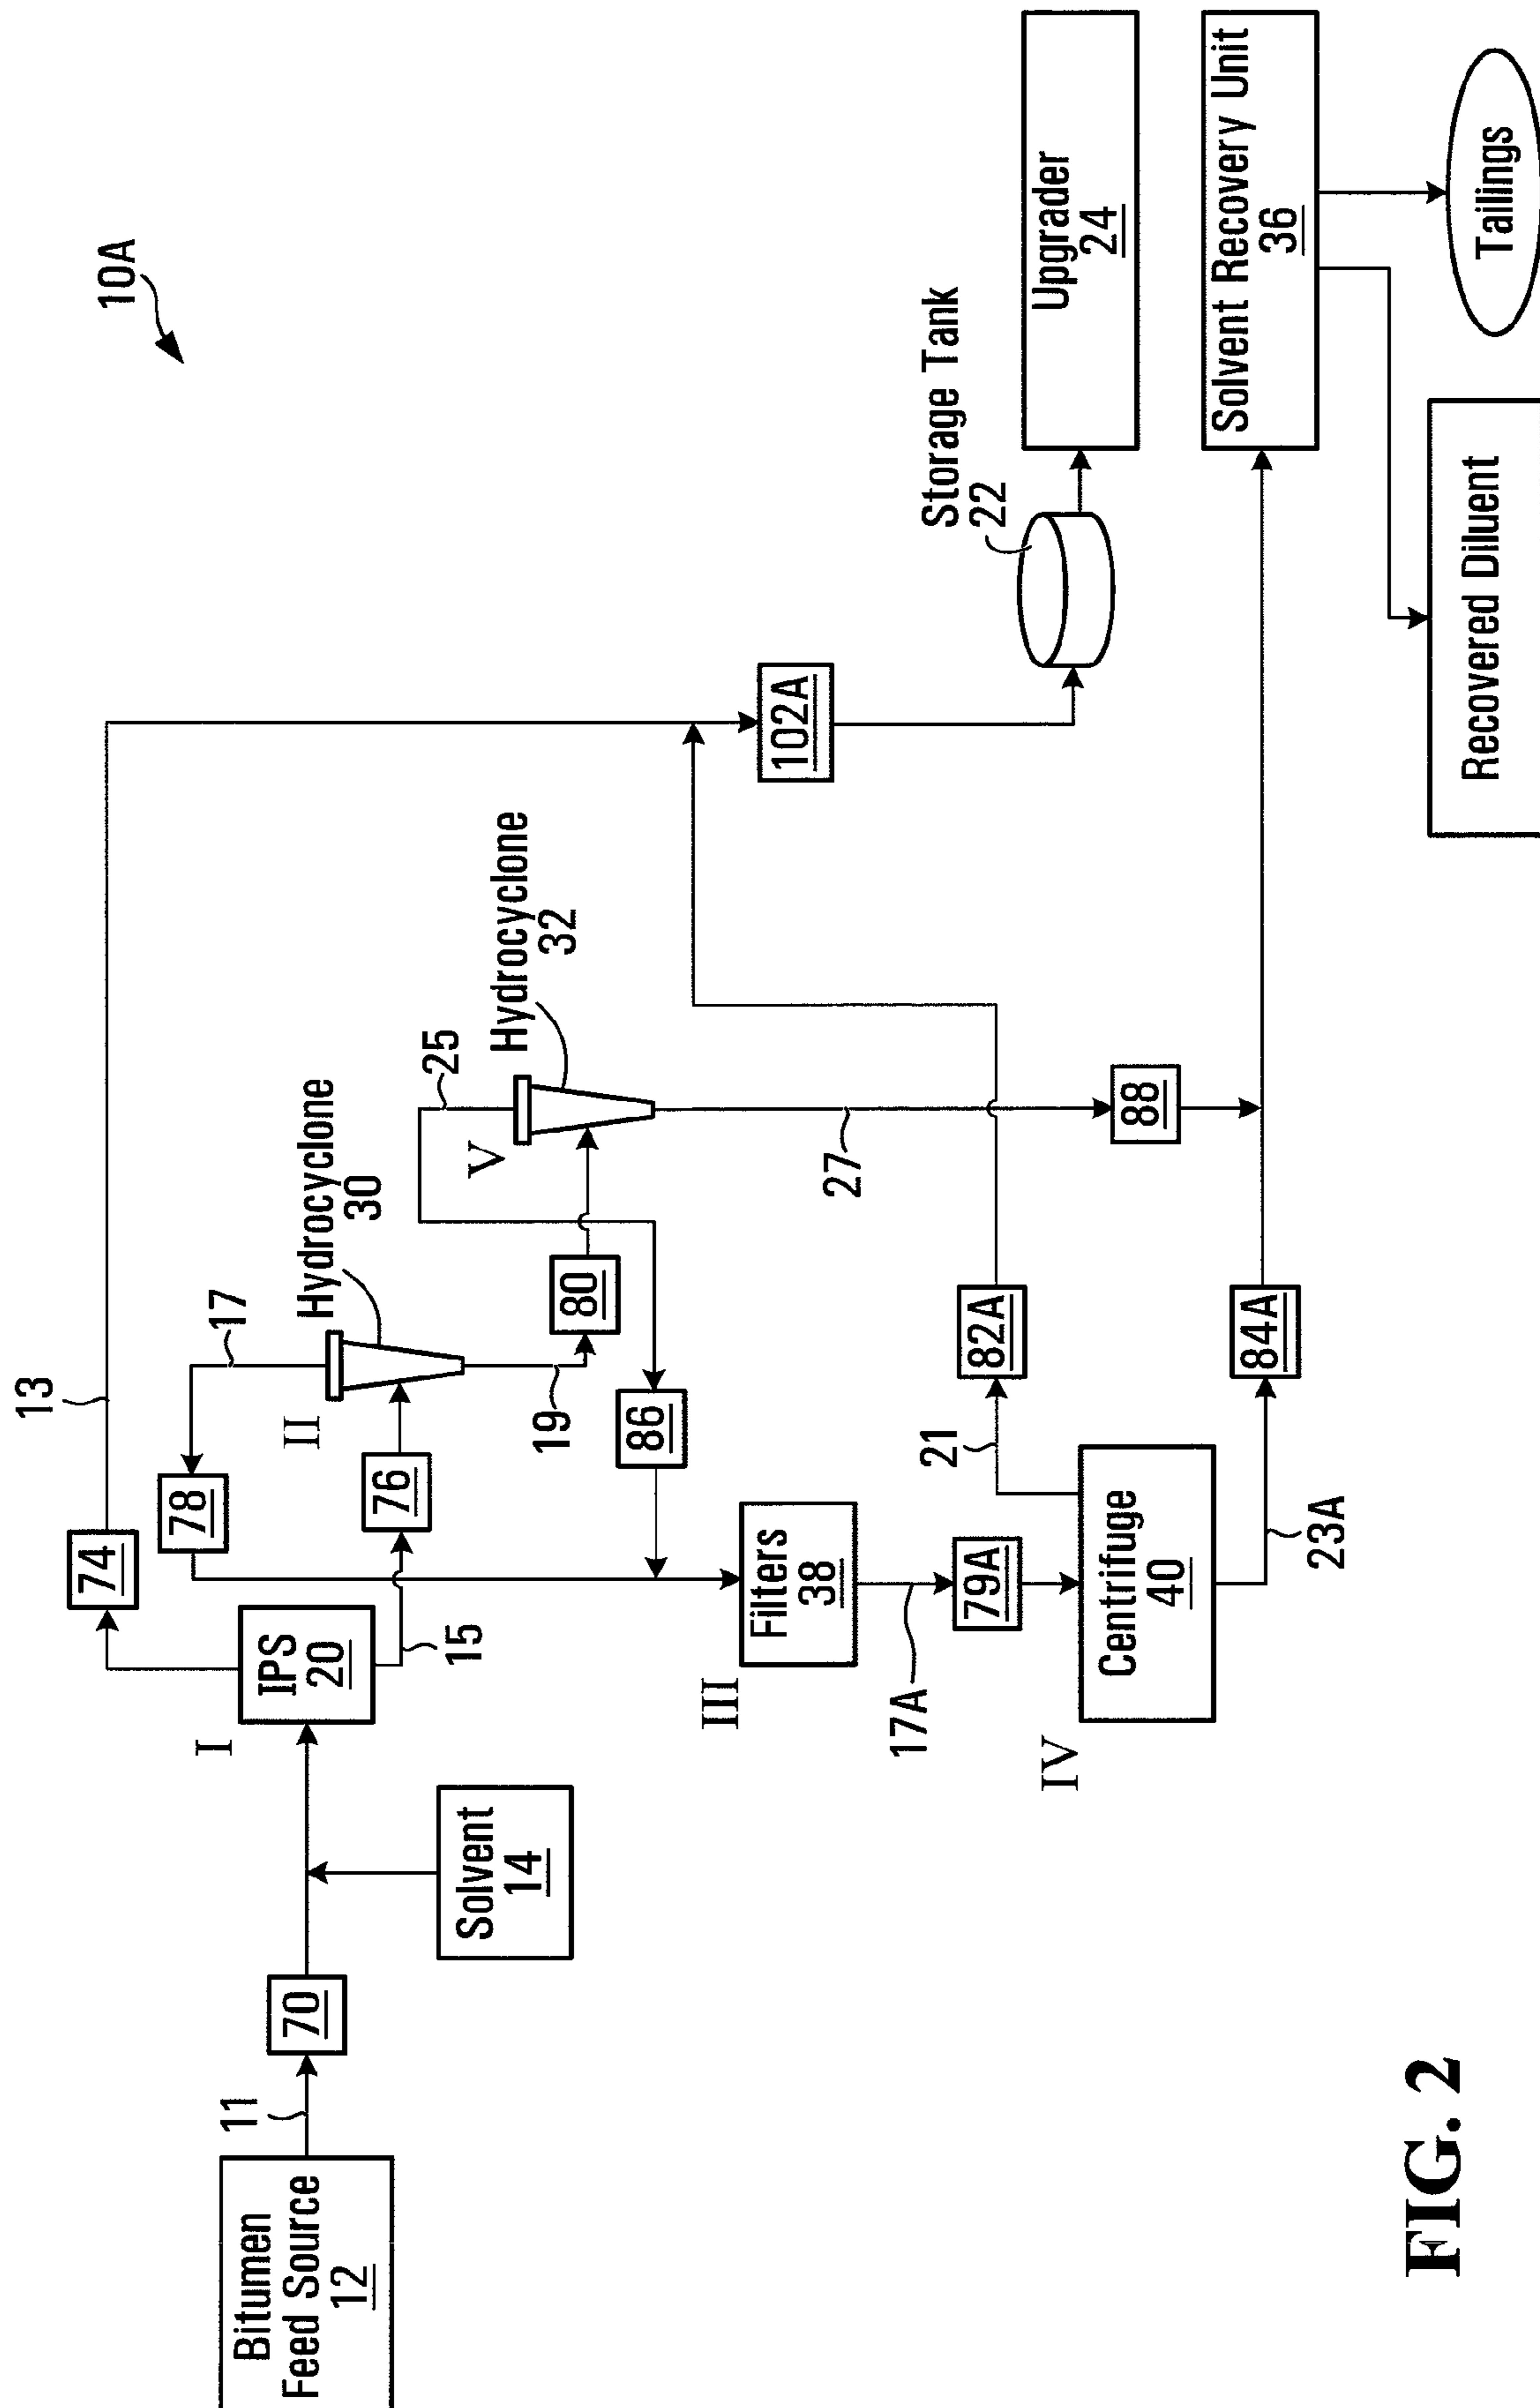 10A
13
74
78
17
Hydrocyclone
30
II
25
Hydrocyclone
32
V
I
IPS
20
15
76
19
80
86
11
70
Bitumen
Feed Source
12
Solvent
14
III
Filters
38
17A
79A
IV
Centrifuge
40
21
82A
23A
84A
27
88
102A
Storage Tank
22
Upgrader
24
Solvent Recovery Unit
36
Recovered Diluent
Tailings
FIG. 2